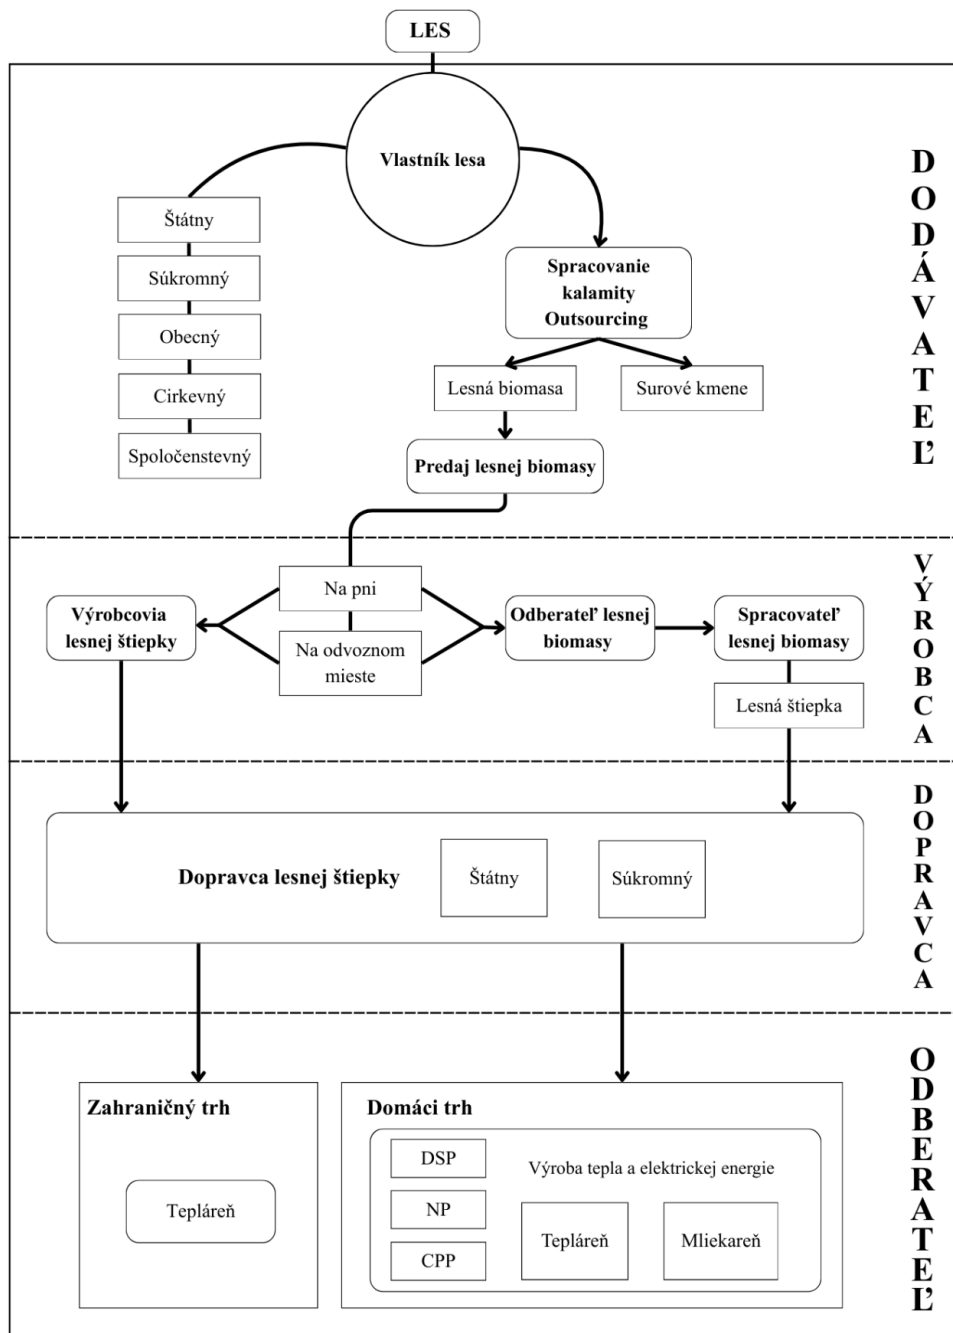 LES
Vlastník lesa
Štátny
Súkromný
Obecný
Cirkevný
Spoločenstevný
Spracovanie
kalamity
Outsourcing
Lesná biomasa
Surové kmene
Predaj lesnej biomasy
DODÁVATEĽ
Na pni
Na odvoznom
mieste
Výrobcovia
lesnej štiepky
Odberateľ lesnej
biomasy
Spracovateľ
lesnej biomasy
Lesná štiepka
VÝROBCA
Dopravca lesnej štiepky
Štátny
Súkromný
DOPRAVCA
Zahraničný trh
Tepláreň
Domáci trh
DSP
NP
CPP
Výroba tepla a elektrickej energie
Tepláreň
Mliekareň
ODBERATEĽ